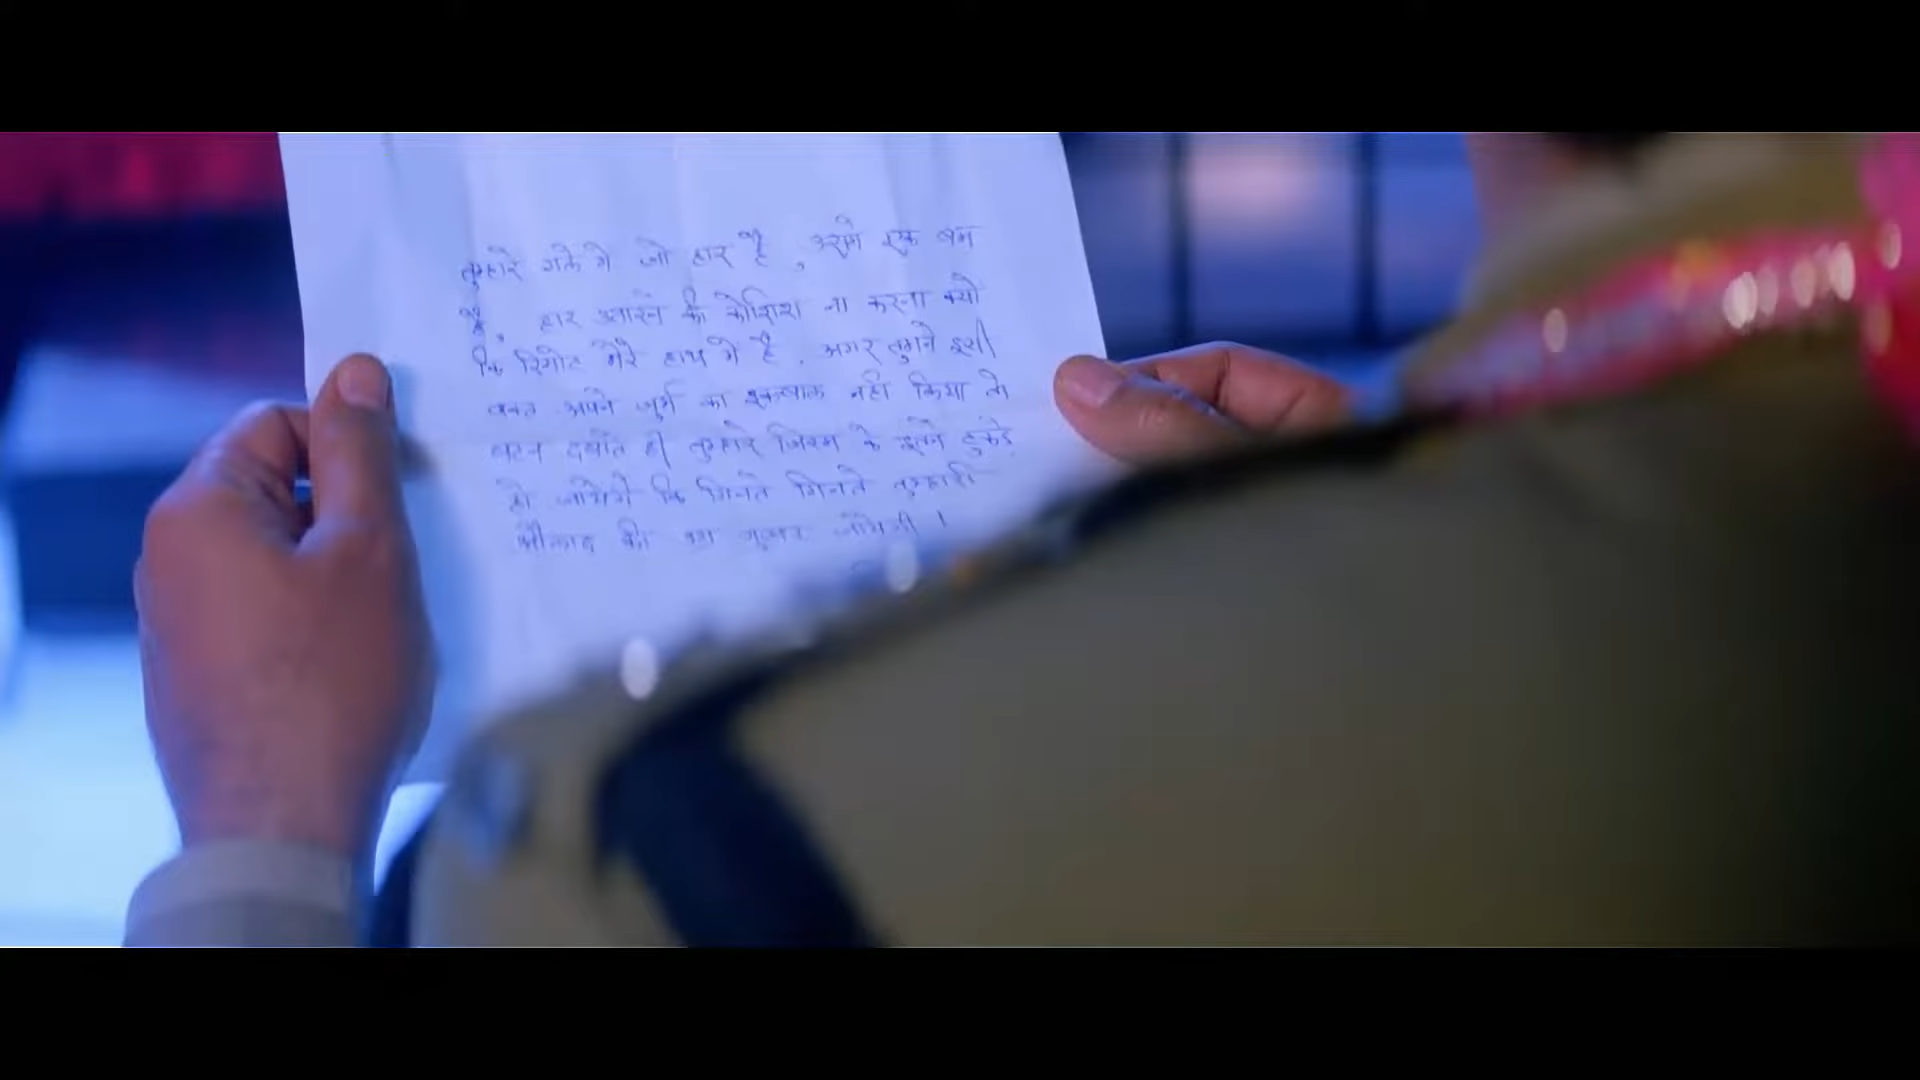 तुम्हारे गले मे जो हार है, उसमे एक बम
है, हार उतारने की कोशिश ना करना क्यो
कि रिमोट मेरे हाथ मे है. अगर तुमने इसी
वक्त अपने जुर्म का इकबाल नही किया तो
बटन दबाते ही तुम्हारे जिस्म के इतने टुकडे
हो जायेगे कि गिनते गिनते तुम्हारी
औलाद की उम्र गुजर जायेगी ।